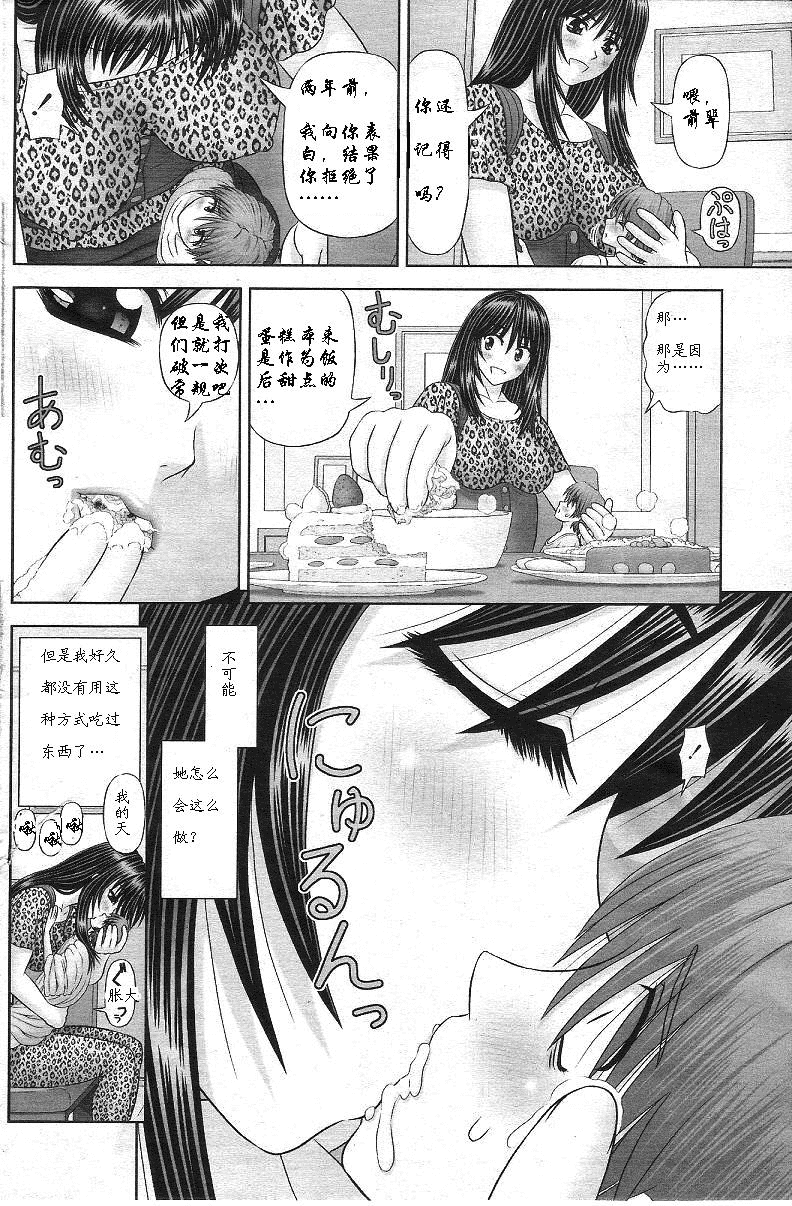 喂，
前辈
ぷはっ
你还
记得
吗？
两年前，
我向你表
白，结果
你拒绝了
……
！
那…
那是因
为……
むしりっ
蛋糕本来
是作为饭
后甜点的
…
但是我
们就打
破一次
常规吧
あむっ
但是我好久
都没有用这
种方式吃过
东西了…
不可能
她怎么
会这么
做？
！
にゅるんっ
我的天
啾
啾
啾
胀大